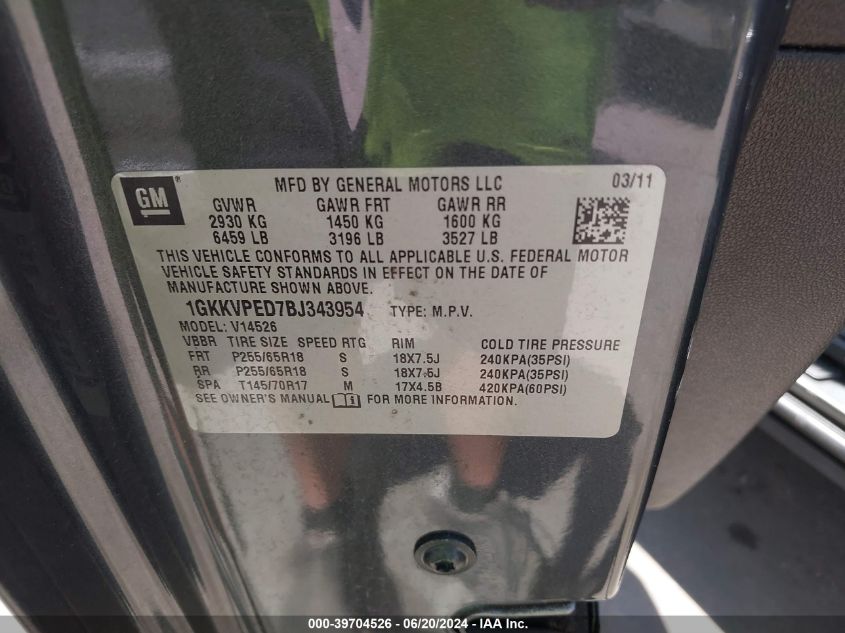 GM
MFD BY GENERAL MOTORS LLC 03/11
GVWR GAWR FRT GAWR RR
2930 KG 1450 KG 1600 KG
6459 LB 3196 LB 3527 LB
THIS VEHICLE CONFORMS TO ALL APPLICABLE U.S. FEDERAL MOTOR
VEHICLE SAFETY STANDARDS IN EFFECT ON THE DATE OF
MANUFACTURE SHOWN ABOVE.
1GKKVPED7BJ343954 TYPE: M.P.V.
MODEL: V14526
VBBR TIRE SIZE SPEED RTG RIM COLD TIRE PRESSURE
FRT P255/65R18 S 18X7.5J 240KPA(35PSI)
RR P255/65R18 S 18X7.5J 240KPA(35PSI)
SPA T145/70R17 M 17X4.5B 420KPA(60PSI)
SEE OWNER'S MANUAL FOR MORE INFORMATION.
000-39704526 - 06/20/2024 - IAA Inc.